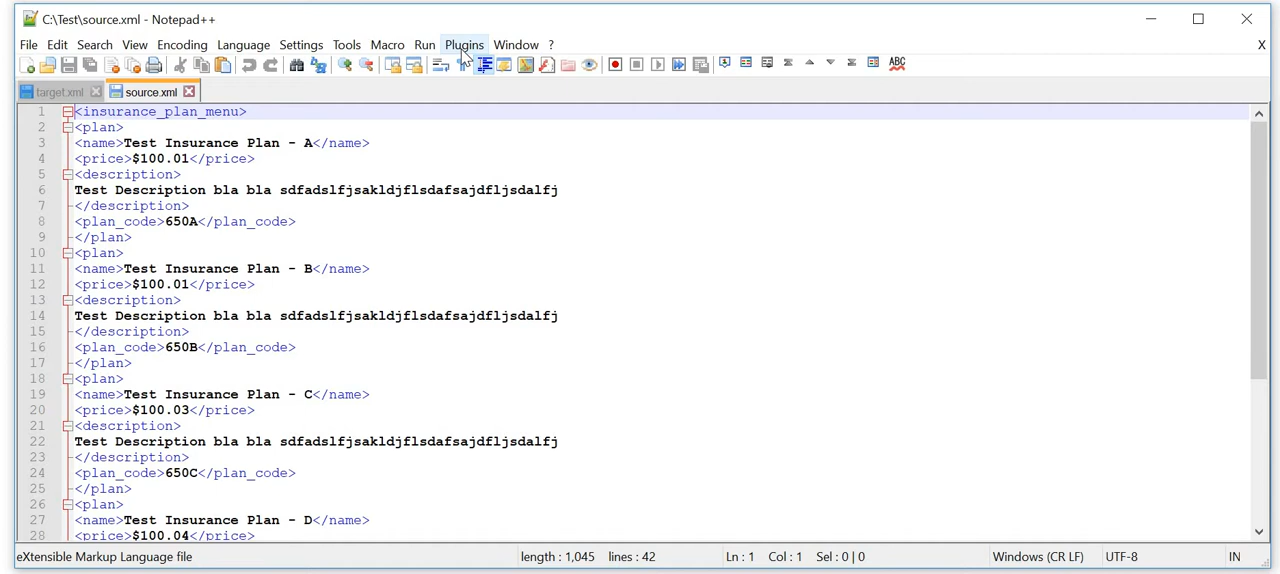 C:\Test\source.xml - Notepad++
File Edit Search View Encoding Language Settings Tools Macro Run Plugins Window ? X
ABC
target.xml source.xml
1 <insurance_plan_menu>
2 <plan>
3 <name>Test Insurance Plan - A</name>
4 <price>$100.01</price>
5 <description>
6 Test Description bla bla sdfadslfjsakldjflsdafsajdfljsdalfj
7 </description>
8 <plan_code>650A</plan_code>
9 </plan>
10 <plan>
11 <name>Test Insurance Plan - B</name>
12 <price>$100.01</price>
13 <description>
14 Test Description bla bla sdfadslfjsakldjflsdafsajdfljsdalfj
15 </description>
16 <plan_code>650B</plan_code>
17 </plan>
18 <plan>
19 <name>Test Insurance Plan - C</name>
20 <price>$100.03</price>
21 <description>
22 Test Description bla bla sdfadslfjsakldjflsdafsajdfljsdalfj
23 </description>
24 <plan_code>650C</plan_code>
25 </plan>
26 <plan>
27 <name>Test Insurance Plan - D</name>
28 <price>$100.04</price>
eXtensible Markup Language file length : 1,045 lines : 42 Ln : 1 Col : 1 Sel : 0 | 0 Windows (CR LF) UTF-8 IN